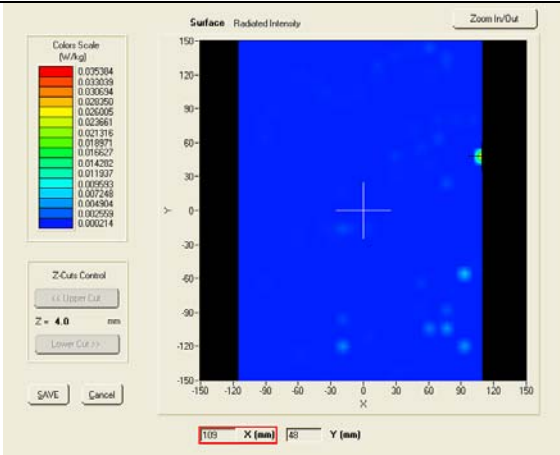 Surface Radiated Intensity
Zoom In/Out
Colors Scale
(W/kg)
0.035384
0.033039
0.030694
0.028350
0.026005
0.023661
0.021316
0.018971
0.016627
0.014282
0.011937
0.009593
0.007248
0.004904
0.002559
0.000214
Z-Cuts Control
<< Upper Cut
Z = 4.0 mm
Lower Cut >>
SAVE Cancel
150
120
90
60
30
0
-30
-60
-90
-120
-150
Y
-150 -120 -90 -60 -30 0 30 60 90 120 150
X
109 X (mm) 48 Y (mm)